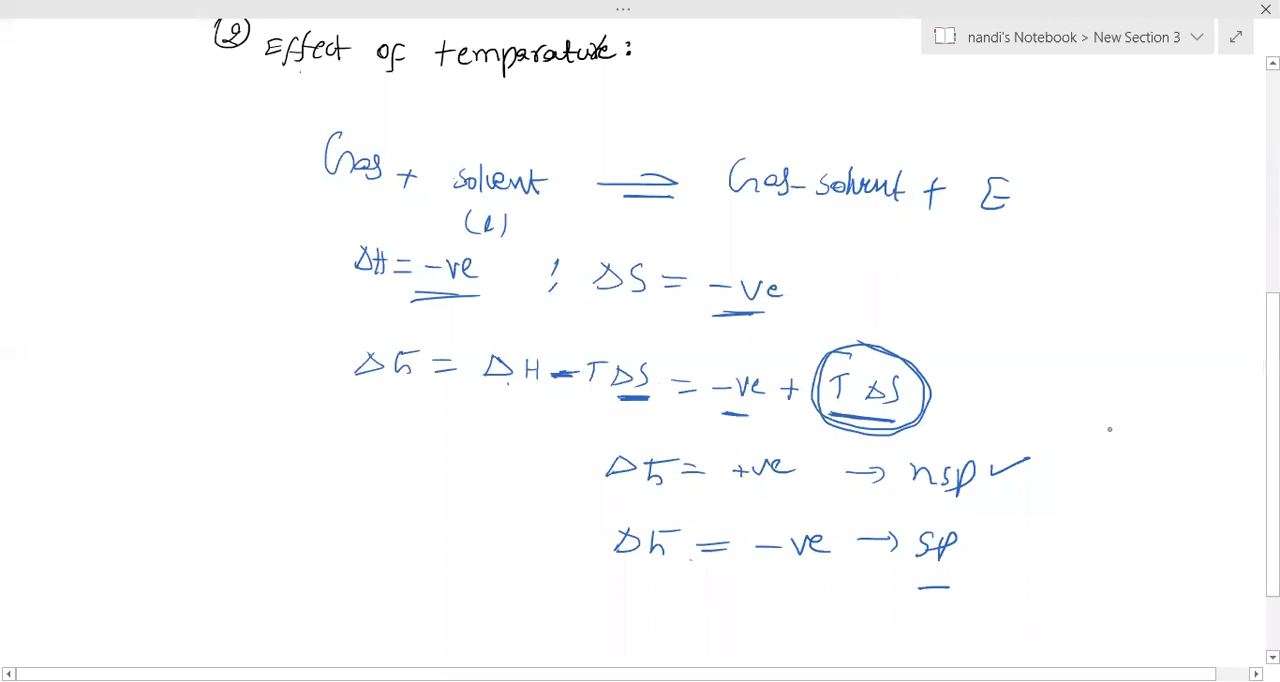 nandi's Notebook > New Section 3
(2) Effect of temparature:
Gas + solvent ⇌ Gas-solvent + E
(l)
ΔH = -ve ; ΔS = -ve
ΔG = ΔH - TΔS = -ve + TΔS
ΔG = +ve → nsp ✓
ΔG = -ve → sp